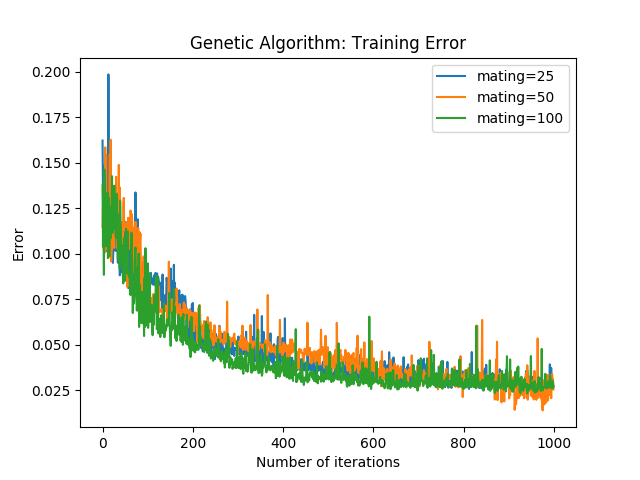 Genetic Algorithm: Training Error
0.200
0.175
0.150
0.125
0.100
0.075
0.050
0.025
Error
mating=25
mating=50
mating=100
0 200 400 600 800 1000
Number of iterations